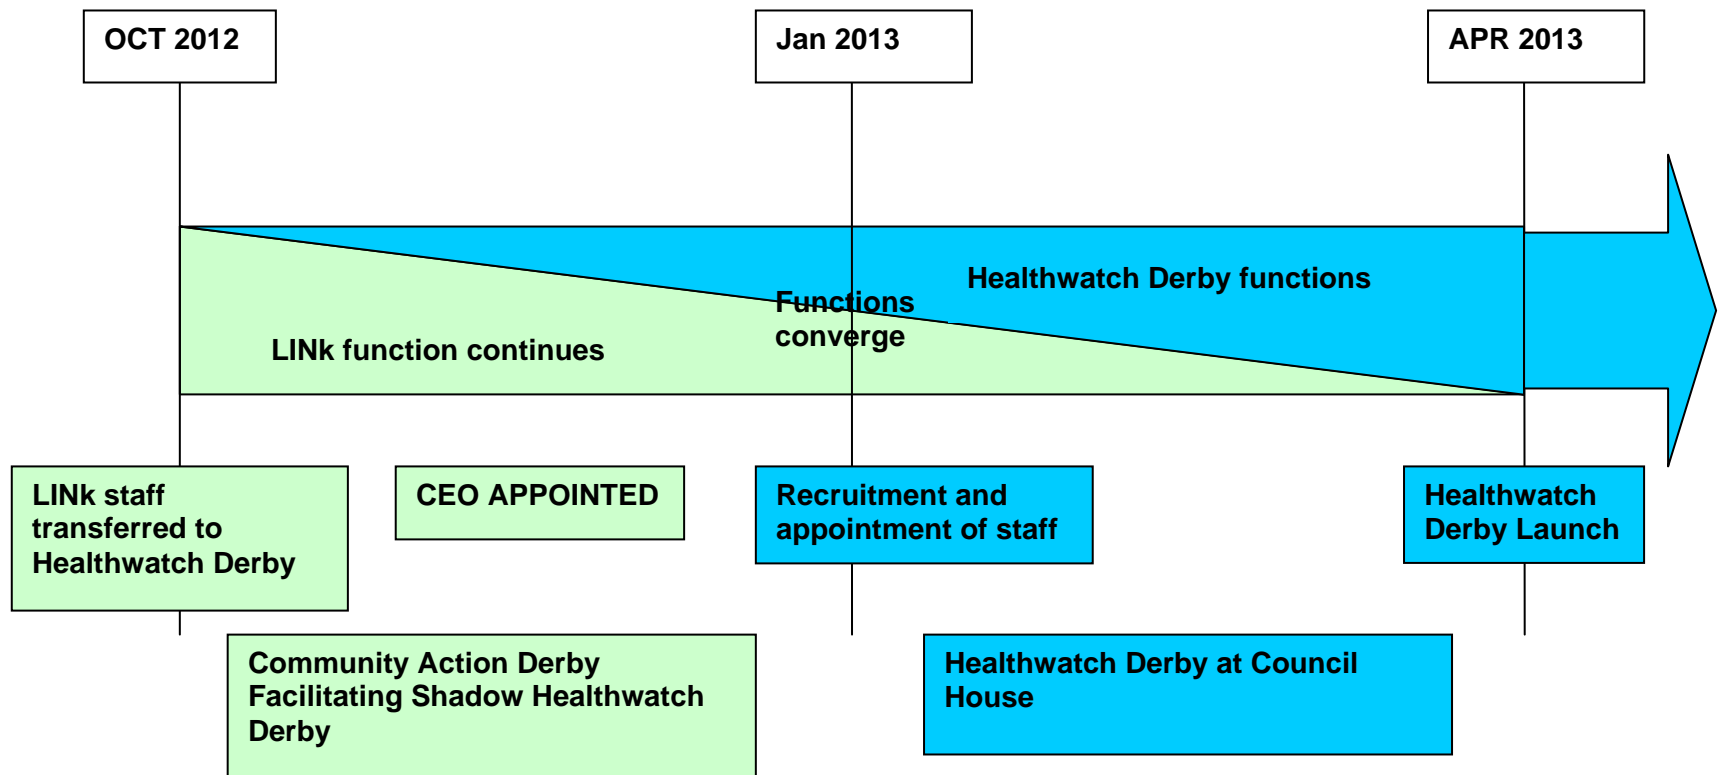 OCT 2012
Jan 2013
APR 2013
Healthwatch Derby functions
Functions
converge
LINk function continues
LINk staff
transferred to
Healthwatch Derby
CEO APPOINTED
Recruitment and
appointment of staff
Healthwatch
Derby Launch
Community Action Derby
Facilitating Shadow Healthwatch
Derby
Healthwatch Derby at Council
House